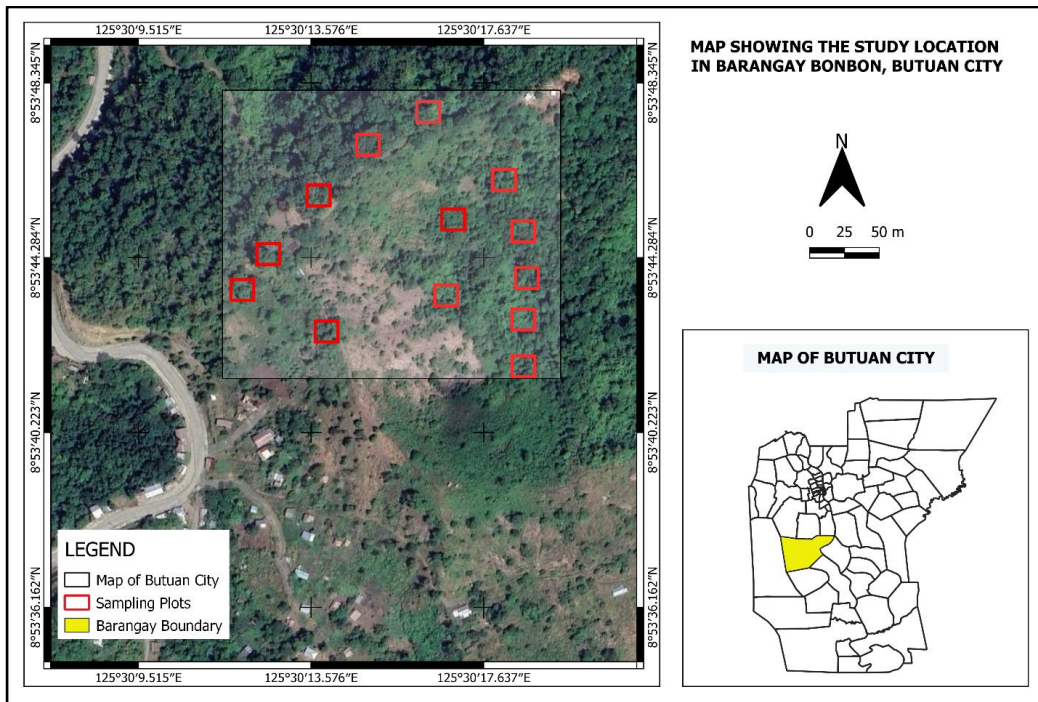 125°30′9.515″E 125°30′13.576″E 125°30′17.637″E
MAP SHOWING THE STUDY LOCATION
IN BARANGAY BONBON, BUTUAN CITY
8°53′48.345″N 8°53′48.345″N
N
8°53′44.284″N 8°53′44.284″N
0 25 50 m
MAP OF BUTUAN CITY
8°53′40.223″N 8°53′40.223″N
LEGEND
Map of Butuan City
Sampling Plots
Barangay Boundary
8°53′36.162″N 8°53′36.162″N
125°30′9.515″E 125°30′13.576″E 125°30′17.637″E